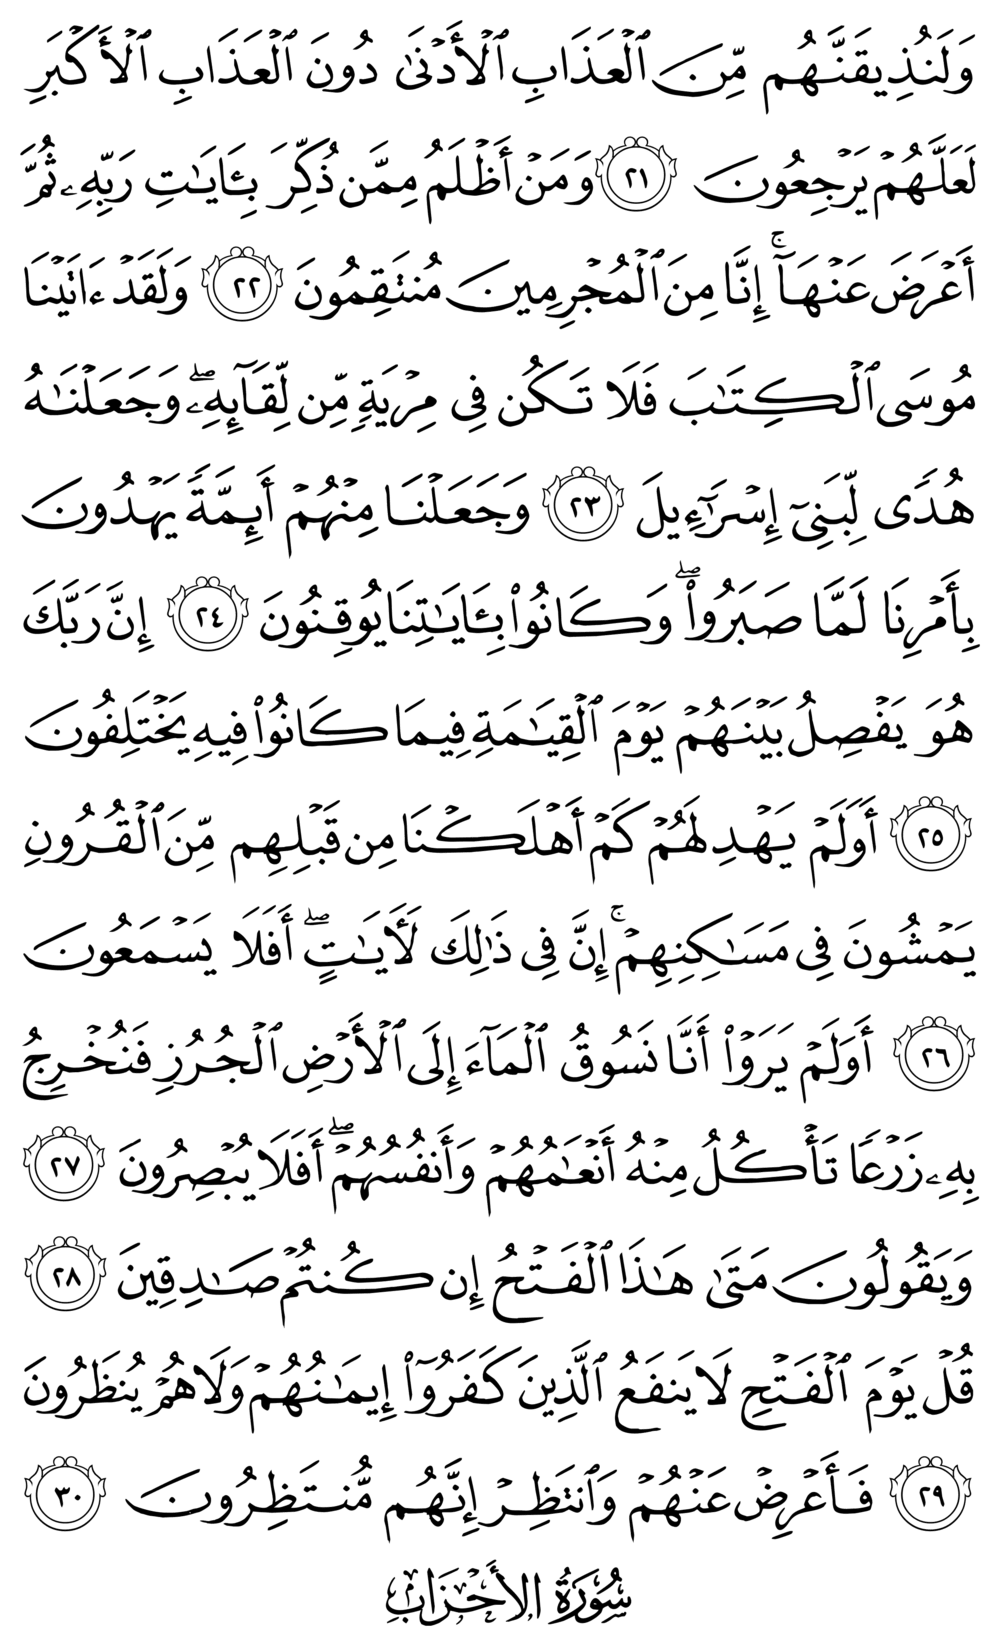 وَلَنُذِيقَنَّهُم مِّنَ ٱلْعَذَابِ ٱلْأَدْنَىٰ دُونَ ٱلْعَذَابِ ٱلْأَكْبَرِ
لَعَلَّهُمْ يَرْجِعُونَ ٢١ وَمَنْ أَظْلَمُ مِمَّن ذُكِّرَ بِـَٔايَـٰتِ رَبِّهِۦ ثُمَّ
أَعْرَضَ عَنْهَآ ۚ إِنَّا مِنَ ٱلْمُجْرِمِينَ مُنتَقِمُونَ ٢٢ وَلَقَدْ ءَاتَيْنَا
مُوسَى ٱلْكِتَـٰبَ فَلَا تَكُن فِى مِرْيَةٍ مِّن لِّقَآئِهِۦ ۖ وَجَعَلْنَـٰهُ
هُدًى لِّبَنِىٓ إِسْرَٰٓءِيلَ ٢٣ وَجَعَلْنَا مِنْهُمْ أَئِمَّةً يَهْدُونَ
بِأَمْرِنَا لَمَّا صَبَرُوا۟ ۖ وَكَانُوا۟ بِـَٔايَـٰتِنَا يُوقِنُونَ ٢٤ إِنَّ رَبَّكَ
هُوَ يَفْصِلُ بَيْنَهُمْ يَوْمَ ٱلْقِيَـٰمَةِ فِيمَا كَانُوا۟ فِيهِ يَخْتَلِفُونَ
٢٥ أَوَلَمْ يَهْدِ لَهُمْ كَمْ أَهْلَكْنَا مِن قَبْلِهِم مِّنَ ٱلْقُرُونِ
يَمْشُونَ فِى مَسَـٰكِنِهِمْ ۚ إِنَّ فِى ذَٰلِكَ لَـَٔايَـٰتٍ ۖ أَفَلَا يَسْمَعُونَ
٢٦ أَوَلَمْ يَرَوْا۟ أَنَّا نَسُوقُ ٱلْمَآءَ إِلَى ٱلْأَرْضِ ٱلْجُرُزِ فَنُخْرِجُ
بِهِۦ زَرْعًا تَأْكُلُ مِنْهُ أَنْعَـٰمُهُمْ وَأَنفُسُهُمْ ۖ أَفَلَا يُبْصِرُونَ ٢٧
وَيَقُولُونَ مَتَىٰ هَـٰذَا ٱلْفَتْحُ إِن كُنتُمْ صَـٰدِقِينَ ٢٨
قُلْ يَوْمَ ٱلْفَتْحِ لَا يَنفَعُ ٱلَّذِينَ كَفَرُوٓا۟ إِيمَـٰنُهُمْ وَلَا هُمْ يُنظَرُونَ
٢٩ فَأَعْرِضْ عَنْهُمْ وَٱنتَظِرْ إِنَّهُم مُّنتَظِرُونَ ٣٠
سُورَةُ الأَحْزَابِ